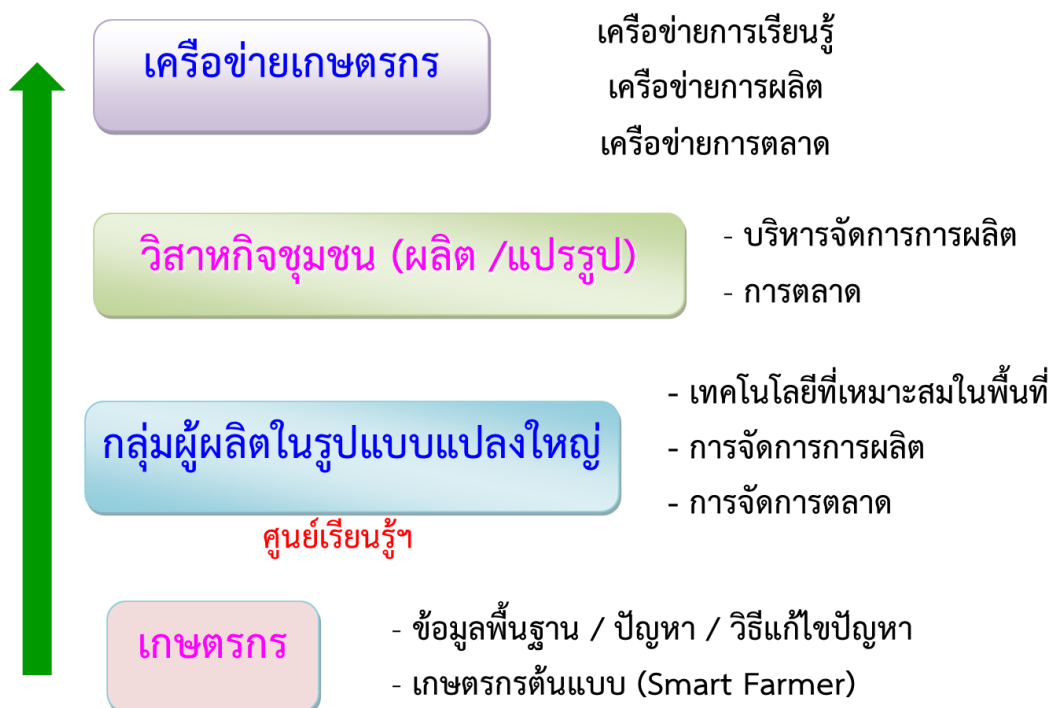 เครือข่ายเกษตรกร
เครือข่ายการเรียนรู้
เครือข่ายการผลิต
เครือข่ายการตลาด
วิสาหกิจชุมชน (ผลิต /แปรรูป)
- บริหารจัดการการผลิต
- การตลาด
กลุ่มผู้ผลิตในรูปแบบแปลงใหญ่
- เทคโนโลยีที่เหมาะสมในพื้นที่
- การจัดการการผลิต
- การจัดการตลาด
ศูนย์เรียนรู้ฯ
เกษตรกร
- ข้อมูลพื้นฐาน / ปัญหา / วิธีแก้ไขปัญหา
- เกษตรกรต้นแบบ (Smart Farmer)